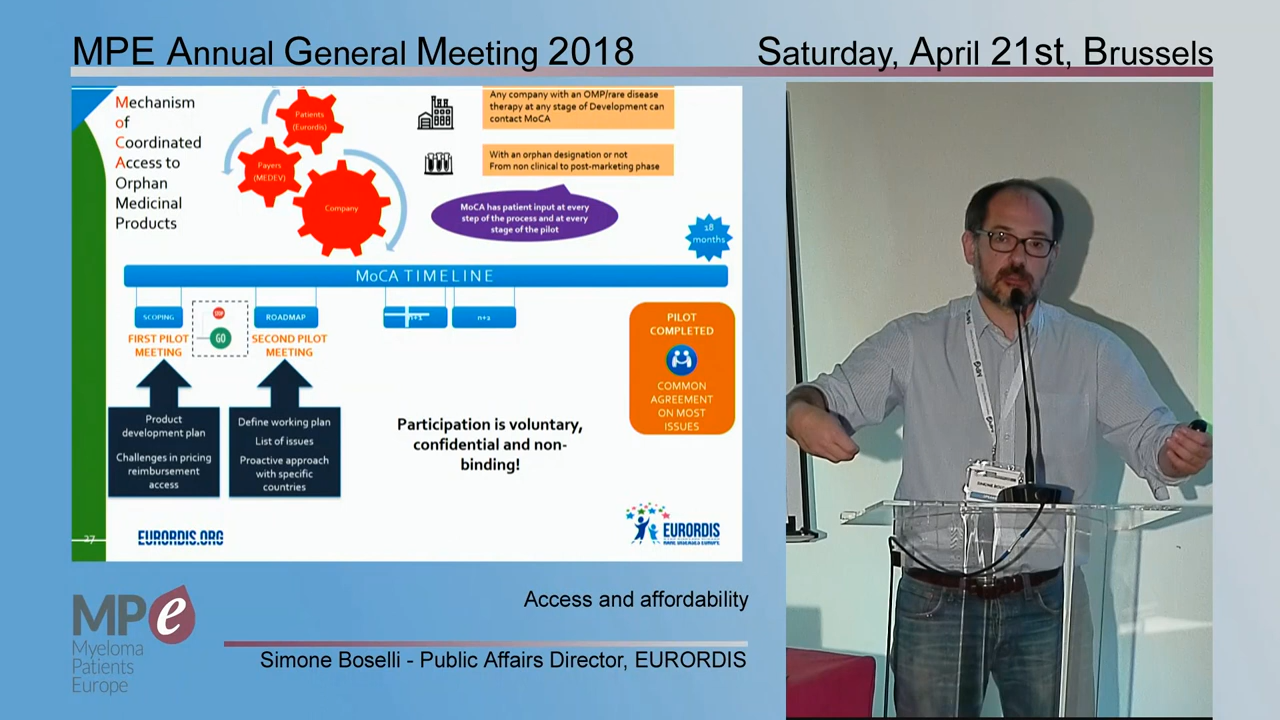 MPE Annual General Meeting 2018
Saturday, April 21st, Brussels
Mechanism
of
Coordinated
Access to
Orphan
Medicinal
Products
Patients
(Eurordis)
Payers
(MEDEV)
Company
Any company with an OMP/rare disease
therapy at any stage of Development can
contact MoCA
With an orphan designation or not
From non clinical to post-marketing phase
MoCA has patient input at every
step of the process and at every
stage of the pilot
18
months
MoCA TIMELINE
SCOPING
STOP
GO
ROADMAP
n+1
n+2
FIRST PILOT
MEETING
SECOND PILOT
MEETING
Product
development plan
Challenges in pricing
reimbursement
access
Define working plan
List of issues
Proactive approach
with specific
countries
Participation is voluntary,
confidential and non-
binding!
PILOT
COMPLETED
COMMON
AGREEMENT
ON MOST
ISSUES
27
EURORDIS.ORG
EURORDIS
RARE DISEASES EUROPE
MPe
Myeloma
Patients
Europe
Access and affordability
Simone Boselli - Public Affairs Director, EURORDIS